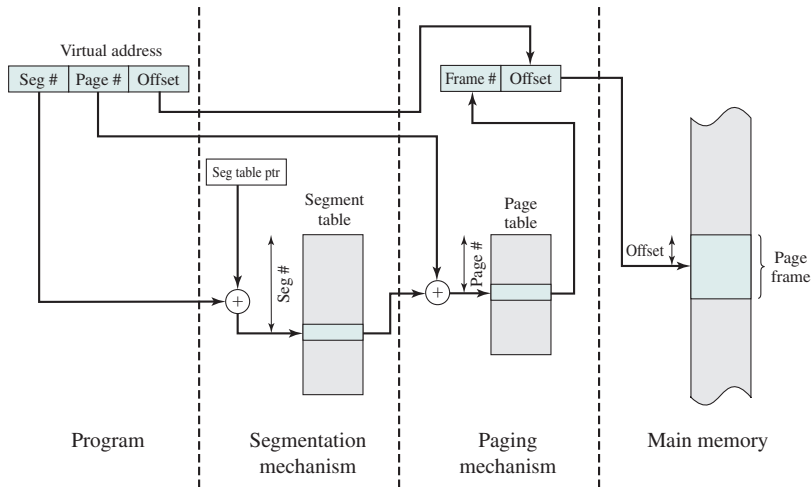 Virtual address
Seg #
Page #
Offset
Frame #
Offset
Seg table ptr
Segment
table
Seg #
+
Page
table
Page #
+
Offset
Page
frame
Program
Segmentation
mechanism
Paging
mechanism
Main memory